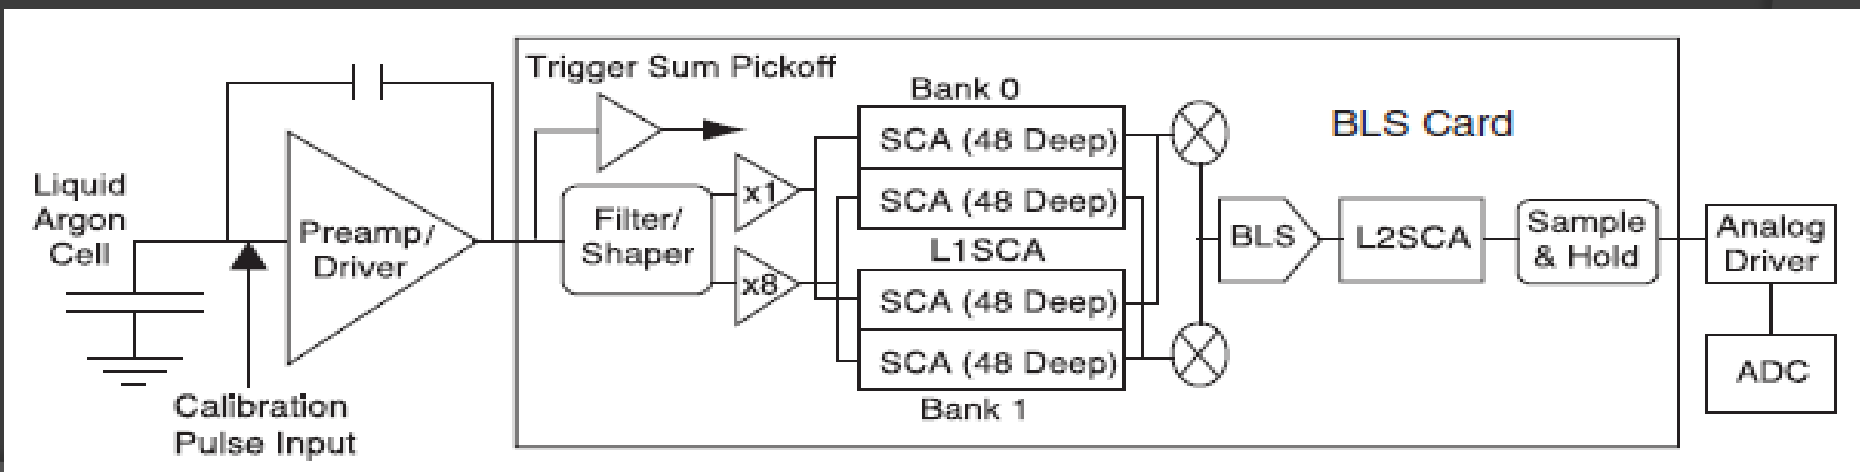 Liquid
Argon
Cell
Calibration
Pulse Input
Preamp/
Driver
Trigger Sum Pickoff
Filter/
Shaper
x1
x8
Bank 0
SCA (48 Deep)
SCA (48 Deep)
L1SCA
SCA (48 Deep)
SCA (48 Deep)
Bank 1
BLS Card
BLS
L2SCA
Sample
& Hold
Analog
Driver
ADC